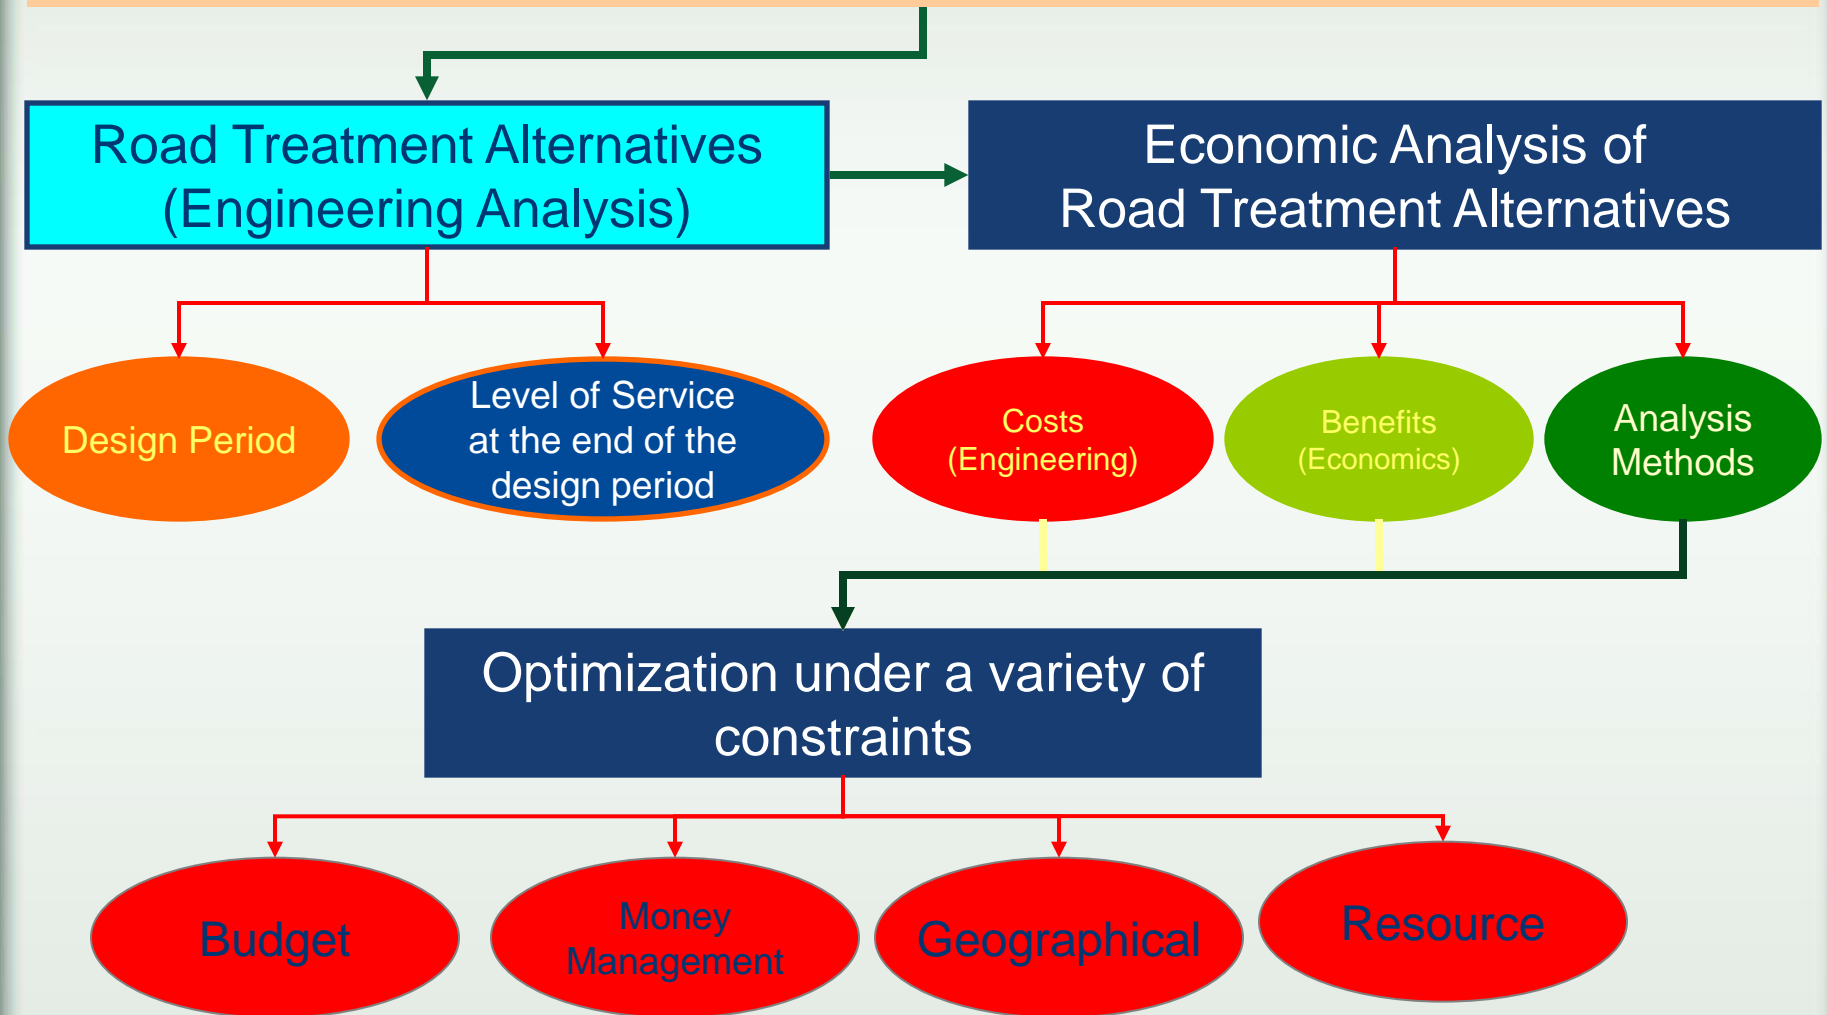 Road Treatment Alternatives
(Engineering Analysis)
Economic Analysis of
Road Treatment Alternatives
Design Period
Level of Service
at the end of the
design period
Costs
(Engineering)
Benefits
(Economics)
Analysis
Methods
Optimization under a variety of
constraints
Budget
Money
Management
Geographical
Resource